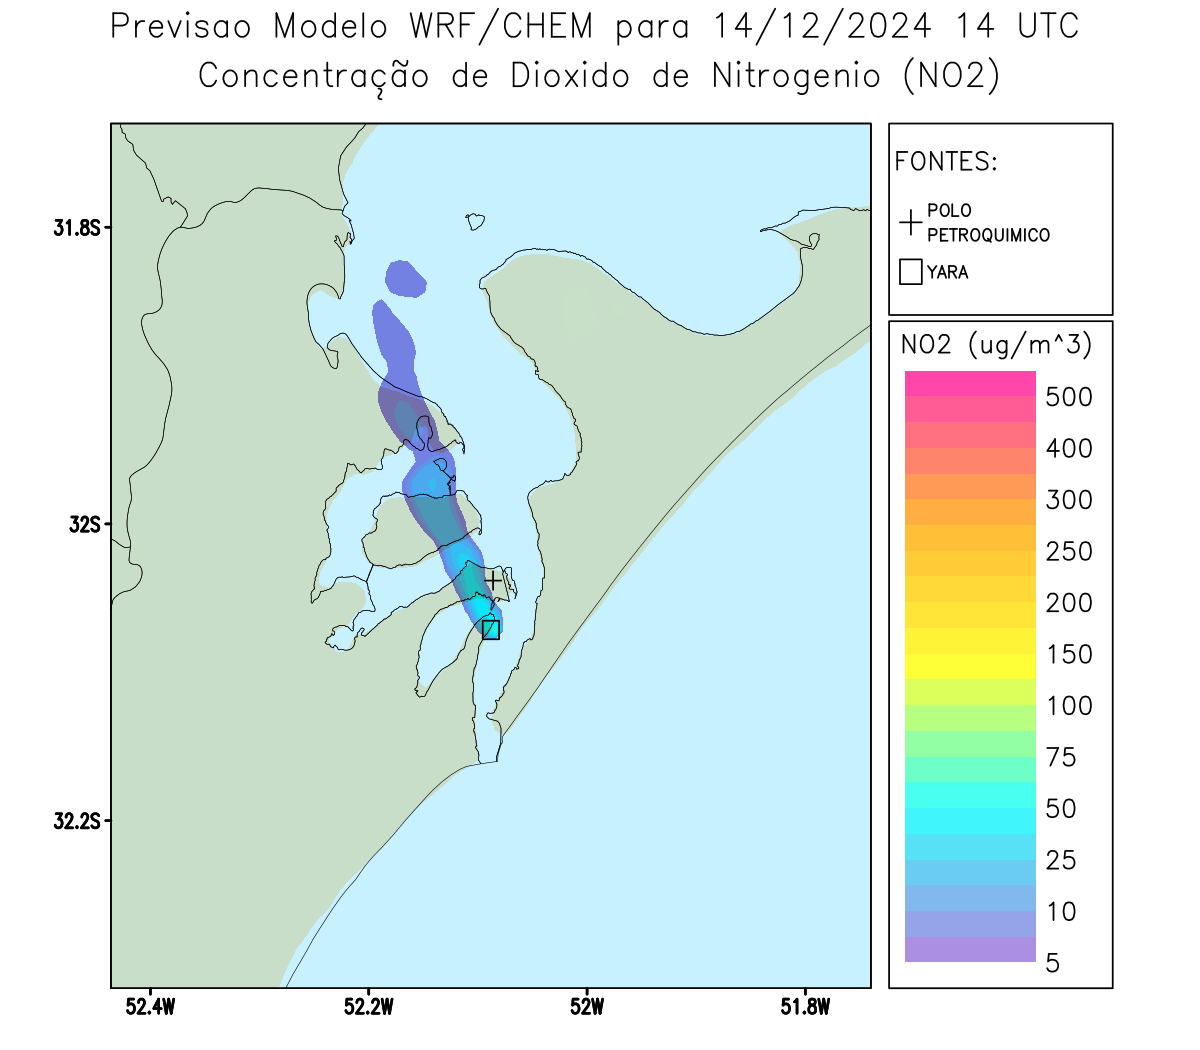 Previsao Modelo WRF/CHEM para 14/12/2024 14 UTC
Concentração de Dioxido de Nitrogenio (NO2)
FONTES:
POLO
PETROQUIMICO
YARA
NO2 (ug/m^3)
500
400
300
250
200
150
100
75
50
25
10
5
31.8S
32S
32.2S
52.4W
52.2W
52W
51.8W